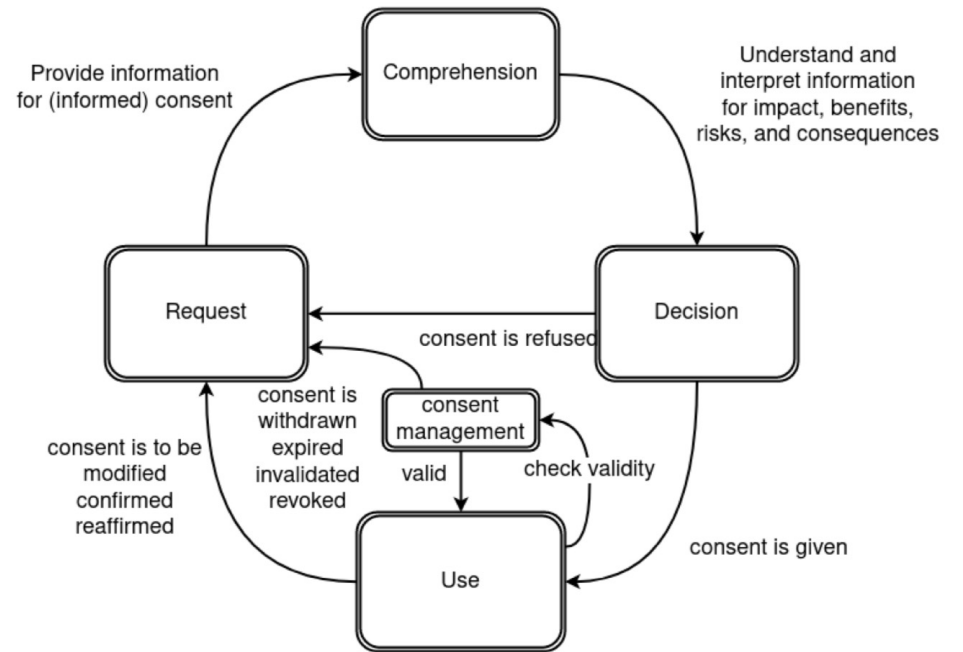 Comprehension
Provide information
for (informed) consent
Understand and
interpret information
for impact, benefits,
risks, and consequences
Request
Decision
consent is refused
consent is
withdrawn
expired
invalidated
revoked
consent
management
consent is to be
modified
confirmed
reaffirmed
valid
check validity
consent is given
Use